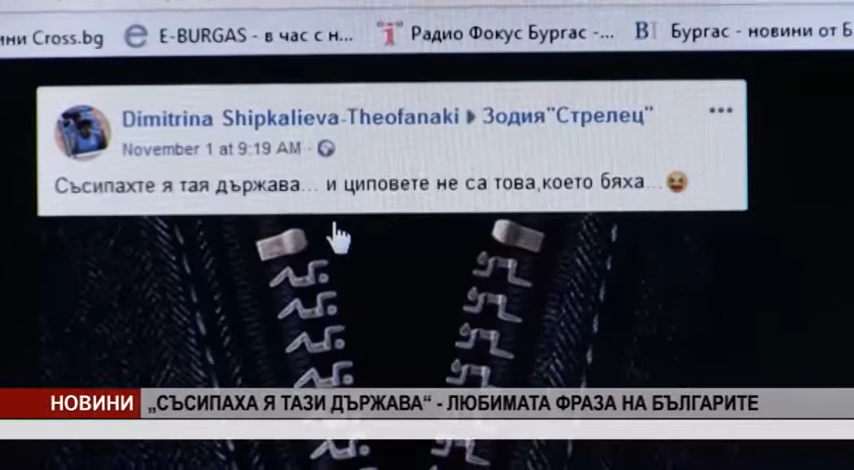 ини Cross.bg E-BURGAS - в час с н... Радио Фокус Бургас -... Бургас - новини от Б
Dimitrina Shipkalieva-Theofanaki ▸ Зодия"Стрелец"
November 1 at 9:19 AM ·
Съсипахте я тая държава... и циповете не са това,което бяха...😆
НОВИНИ „СЪСИПАХА Я ТАЗИ ДЪРЖАВА“ - ЛЮБИМАТА ФРАЗА НА БЪЛГАРИТЕ